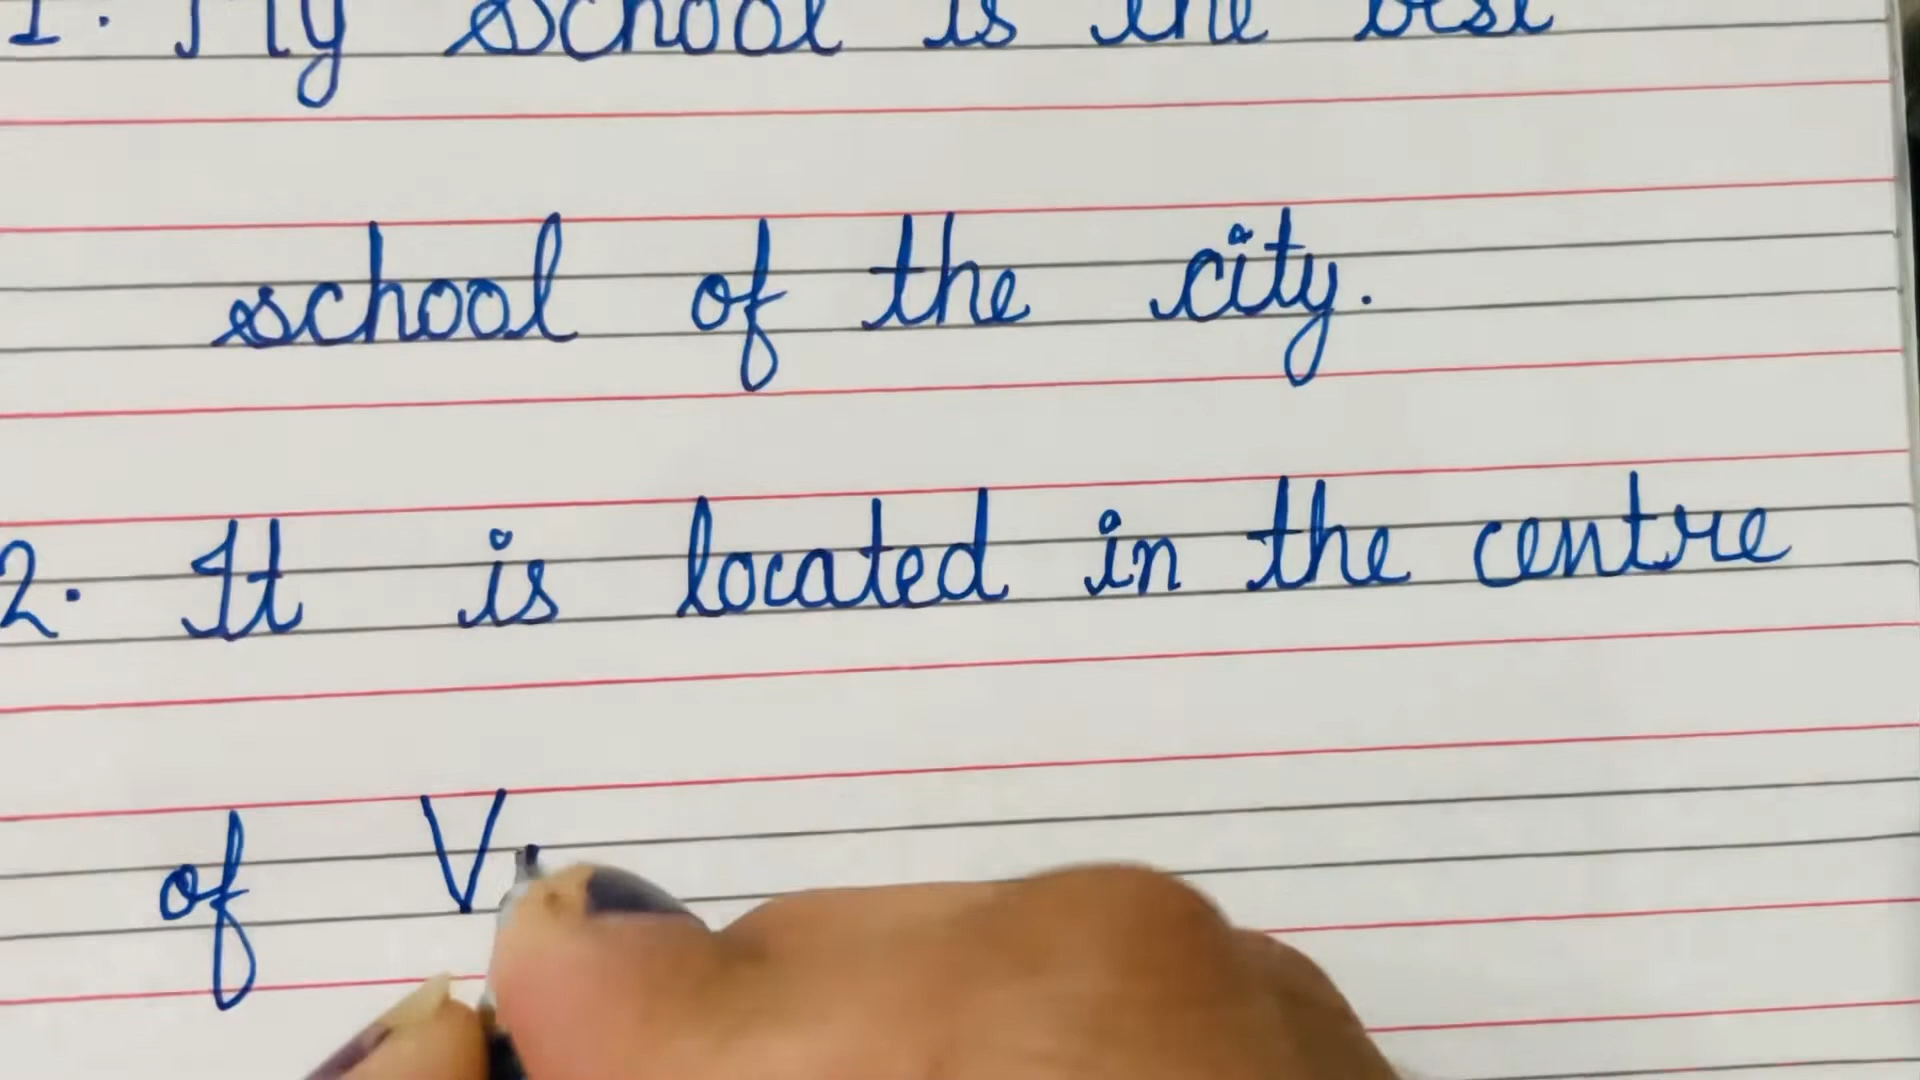 1. My school is the best
school of the city.
2. It is located in the centre
of V